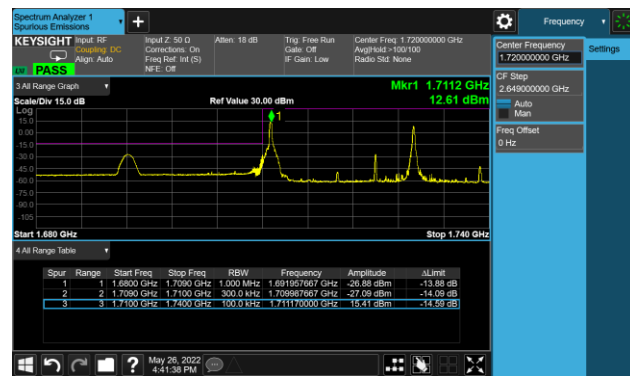 Spectrum Analyzer 1
Spurious Emissions
Frequency
KEYSIGHT
Input: RF
Coupling: DC
Align: Auto
Input Z: 50 Ω
Corrections: On
Freq Ref: Int (S)
NFE: Off
Atten: 18 dB
Trig: Free Run
Gate: Off
IF Gain: Low
Center Freq: 1.720000000 GHz
Avg|Hold:>100/100
Radio Std: None
PASS
Center Frequency
1.720000000 GHz
Settings
CF Step
2.649000000 GHz
Auto
Man
Freq Offset
0 Hz
3 All Range Graph
Mkr1 1.7112 GHz
Scale/Div 15.0 dB
Ref Value 30.00 dBm
12.61 dBm
Log
15.0
0.00
-15.0
-30.0
-45.0
-60.0
-75.0
-90.0
-105
1
Start 1.680 GHz
Stop 1.740 GHz
4 All Range Table
Spur Range Start Freq Stop Freq RBW Frequency Amplitude ΔLimit
1 1 1.6800 GHz 1.7090 GHz 1.000 MHz 1.691957667 GHz -26.88 dBm -13.88 dB
2 2 1.7090 GHz 1.7100 GHz 300.0 kHz 1.709987667 GHz -27.09 dBm -14.09 dB
3 3 1.7100 GHz 1.7400 GHz 100.0 kHz 1.711170000 GHz 15.41 dBm -14.59 dB
May 26, 2022
4:41:38 PM